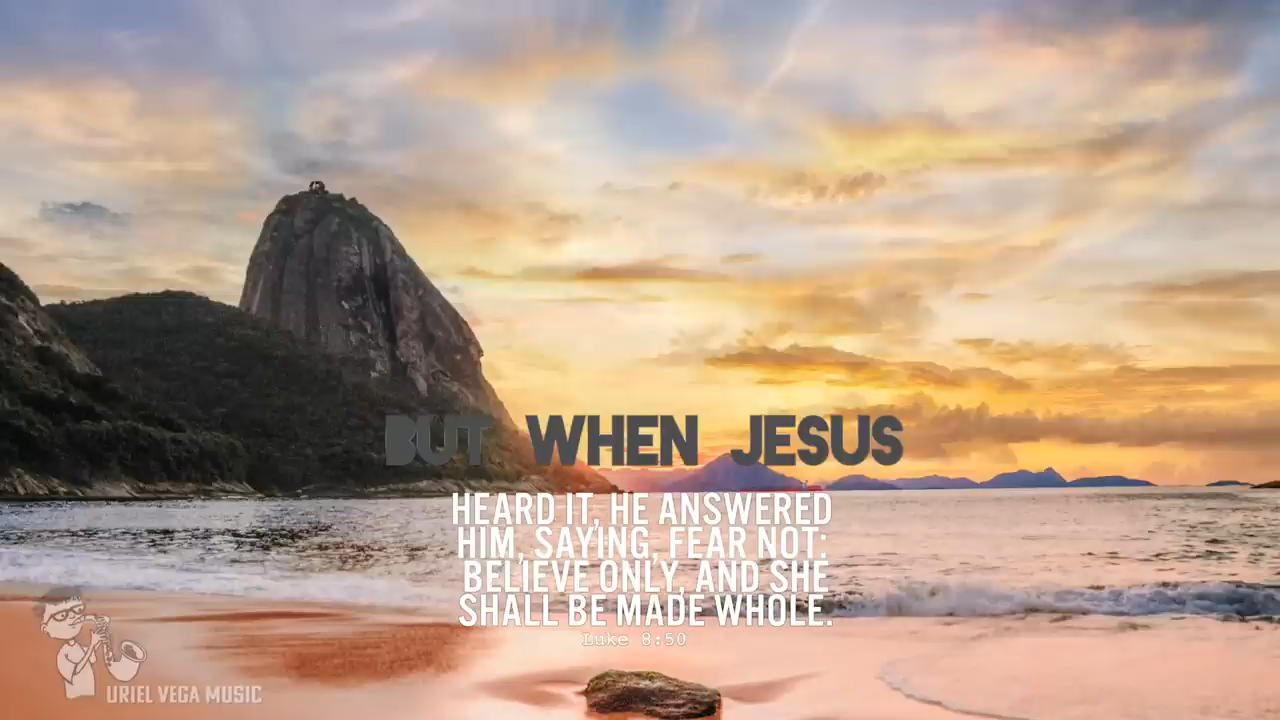 BUT WHEN JESUS
HEARD IT, HE ANSWERED
HIM, SAYING, FEAR NOT:
BELIEVE ONLY, AND SHE
SHALL BE MADE WHOLE.
Luke 8:50
URIEL VEGA MUSIC